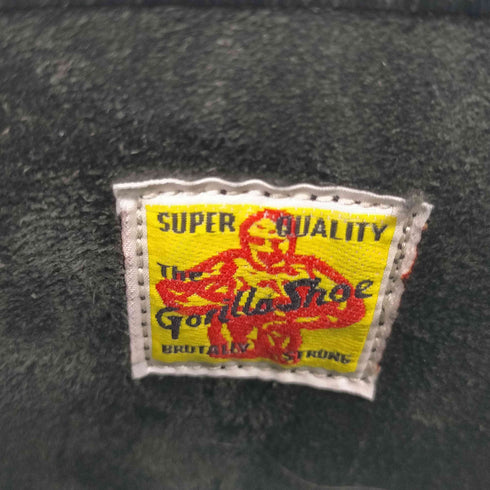 SUPER QUALITY
The
Gorilla Shoe
BRUTALLY STRONG